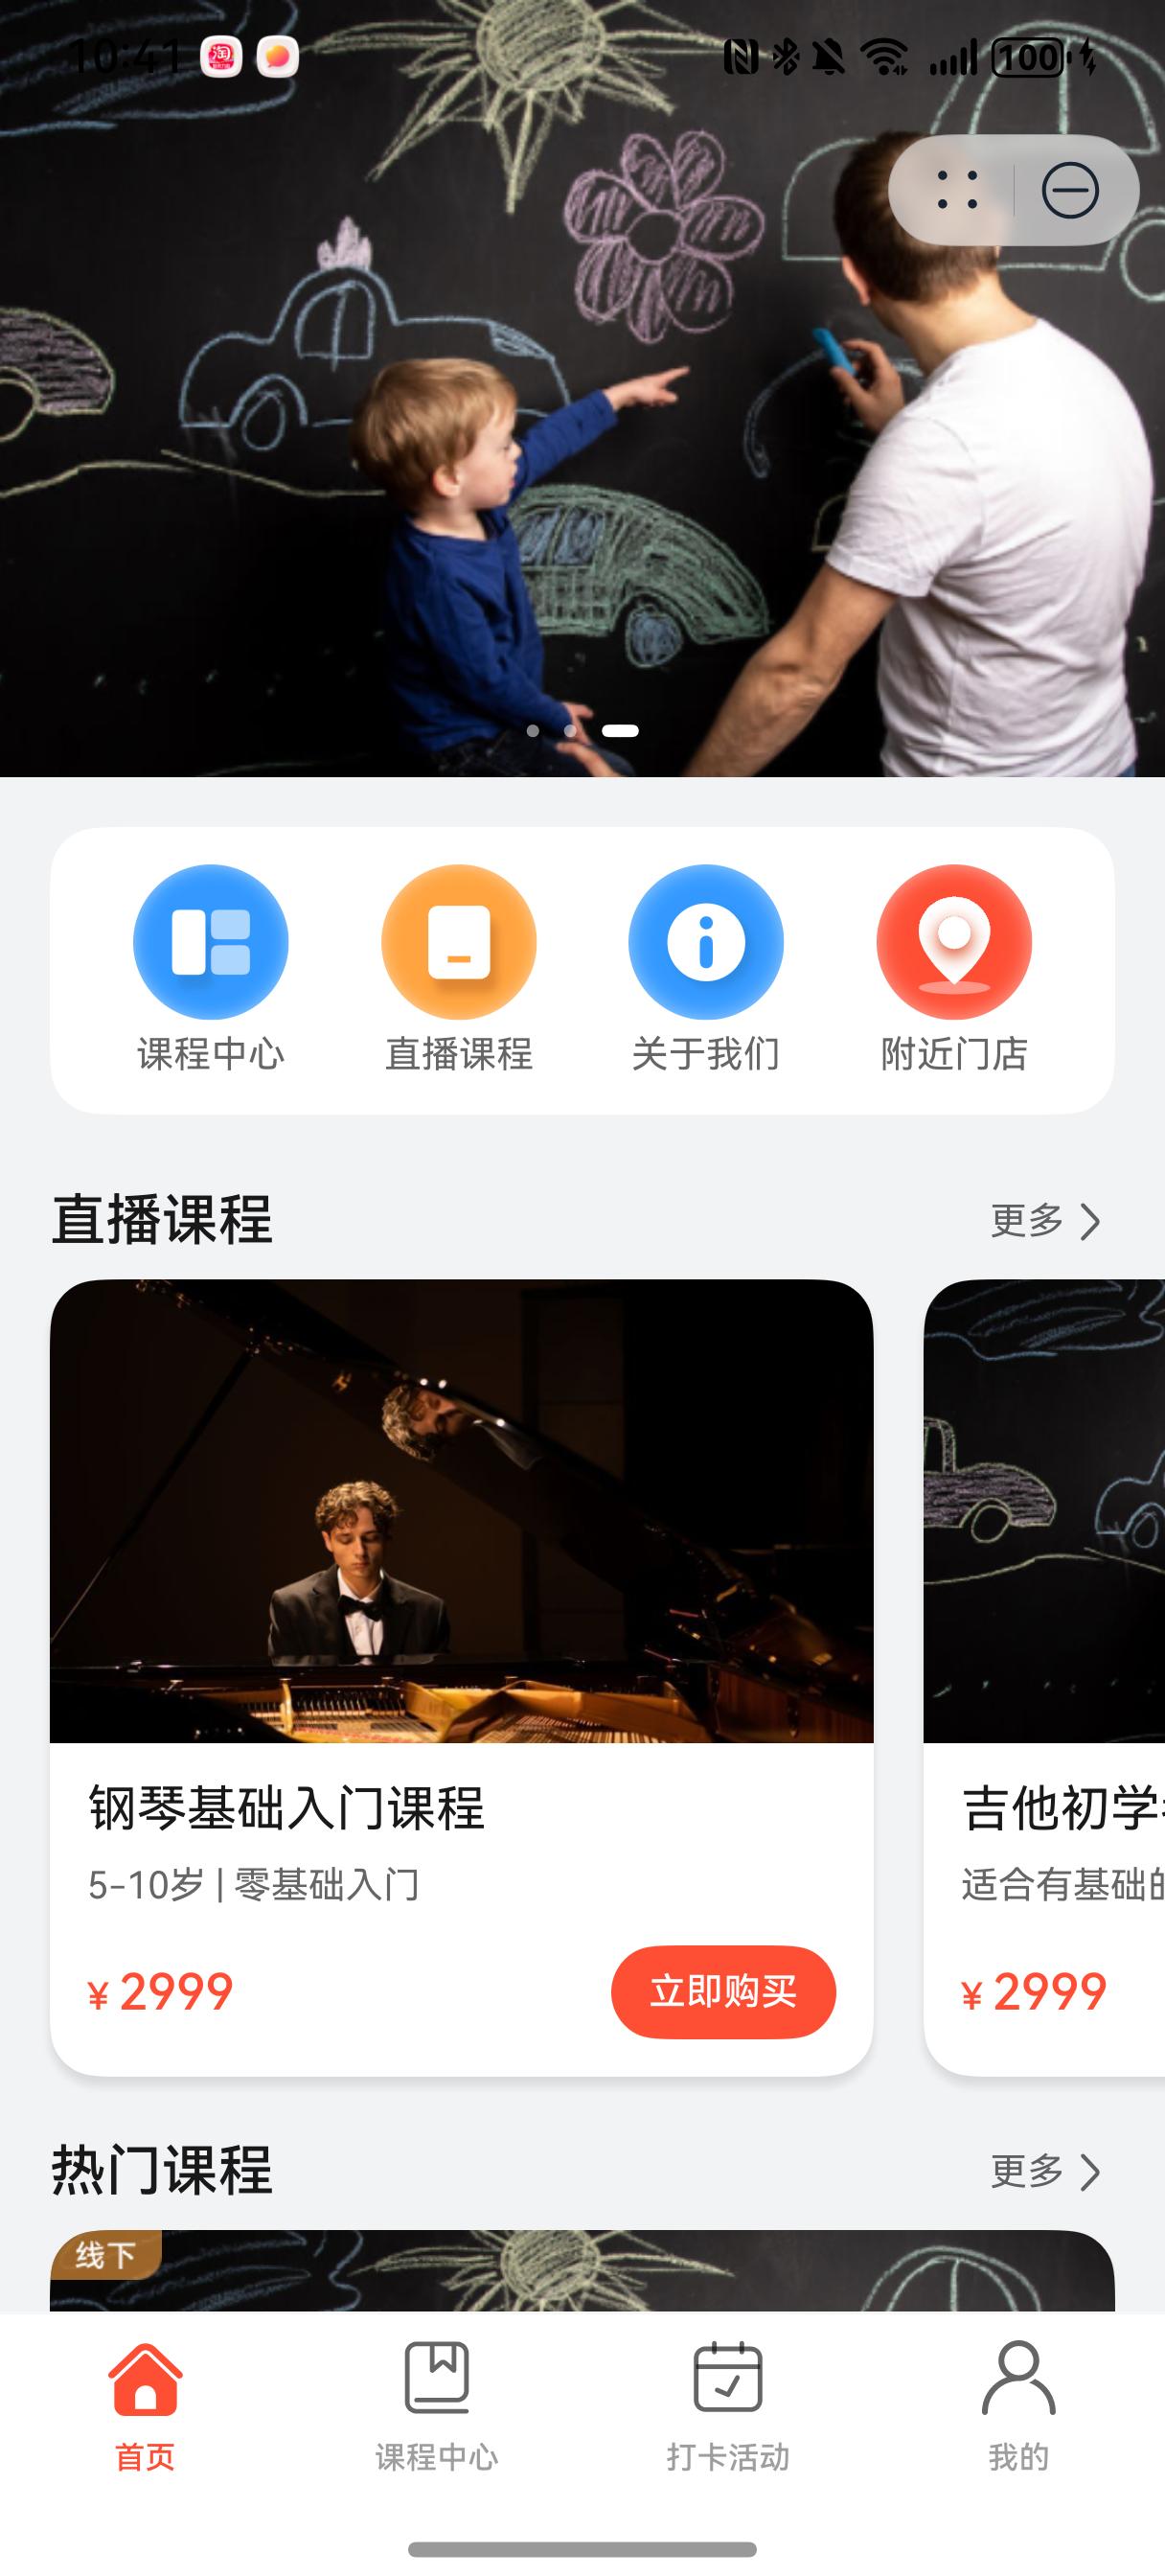 10:41
100
课程中心
直播课程
关于我们
附近门店
直播课程
更多
钢琴基础入门课程
5-10岁 | 零基础入门
¥ 2999
立即购买
吉他初学
适合有基础
¥ 2999
热门课程
更多
线下
首页
课程中心
打卡活动
我的